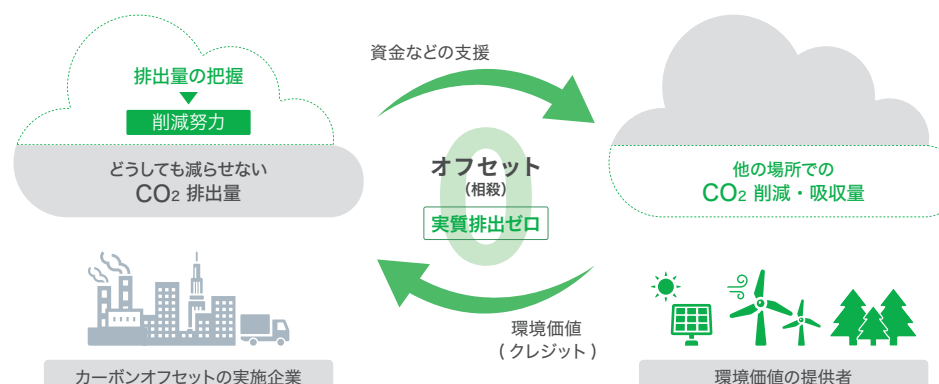 資金などの支援
排出量の把握
削減努力
どうしても減らせない
CO2 排出量
オフセット
(相殺)
実質排出ゼロ
0
他の場所での
CO2 削減・吸収量
環境価値
(クレジット)
カーボンオフセットの実施企業
環境価値の提供者